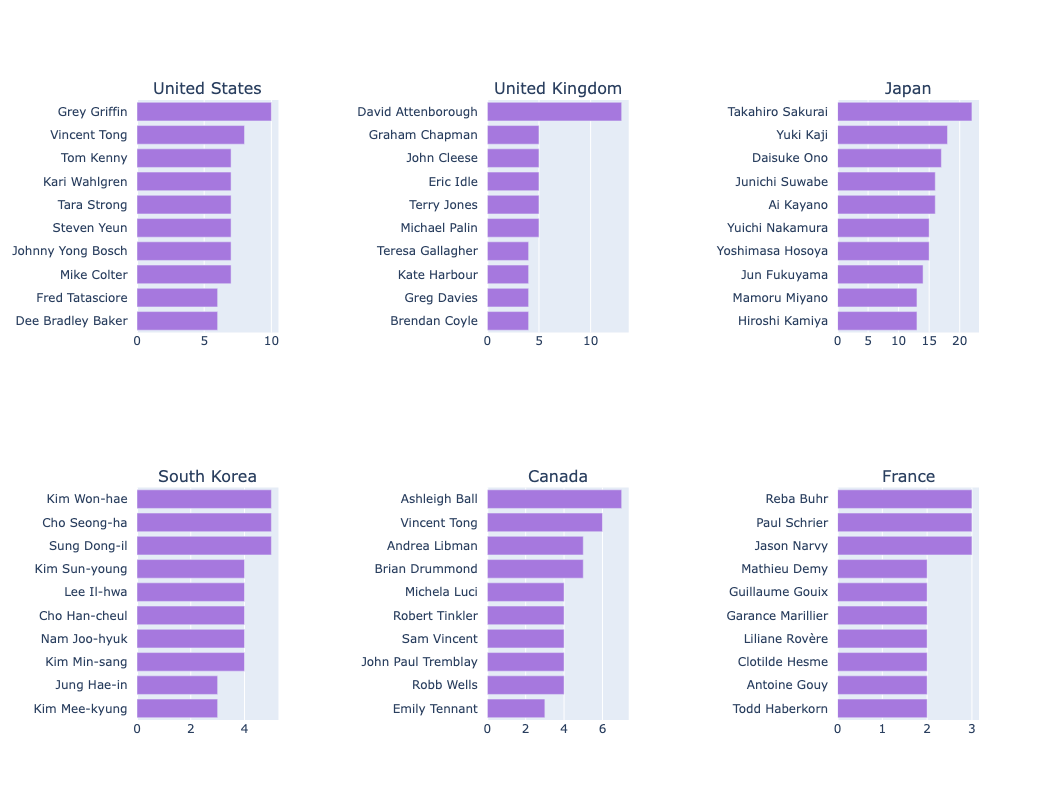 United States
Grey Griffin
Vincent Tong
Tom Kenny
Kari Wahlgren
Tara Strong
Steven Yeun
Johnny Yong Bosch
Mike Colter
Fred Tatasciore
Dee Bradley Baker
0 5 10
United Kingdom
David Attenborough
Graham Chapman
John Cleese
Eric Idle
Terry Jones
Michael Palin
Teresa Gallagher
Kate Harbour
Greg Davies
Brendan Coyle
0 5 10
Japan
Takahiro Sakurai
Yuki Kaji
Daisuke Ono
Junichi Suwabe
Ai Kayano
Yuichi Nakamura
Yoshimasa Hosoya
Jun Fukuyama
Mamoru Miyano
Hiroshi Kamiya
0 5 10 15 20
South Korea
Kim Won-hae
Cho Seong-ha
Sung Dong-il
Kim Sun-young
Lee Il-hwa
Cho Han-cheul
Nam Joo-hyuk
Kim Min-sang
Jung Hae-in
Kim Mee-kyung
0 2 4
Canada
Ashleigh Ball
Vincent Tong
Andrea Libman
Brian Drummond
Michela Luci
Robert Tinkler
Sam Vincent
John Paul Tremblay
Robb Wells
Emily Tennant
0 2 4 6
France
Reba Buhr
Paul Schrier
Jason Narvy
Mathieu Demy
Guillaume Gouix
Garance Marillier
Liliane Rovère
Clotilde Hesme
Antoine Gouy
Todd Haberkorn
0 1 2 3